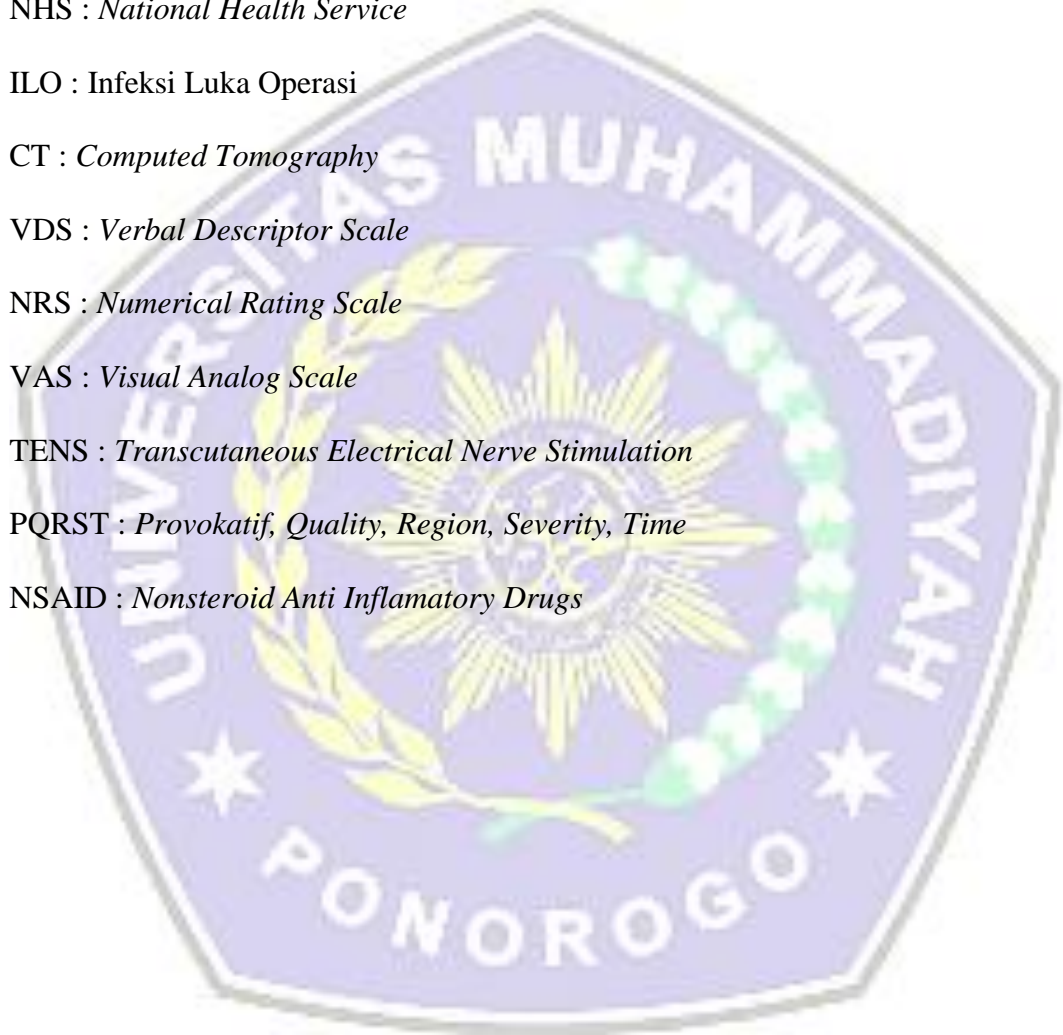 NHS : National Health Service
ILO : Infeksi Luka Operasi
CT : Computed Tomography
VDS : Verbal Descriptor Scale
NRS : Numerical Rating Scale
VAS : Visual Analog Scale
TENS : Transcutaneous Electrical Nerve Stimulation
PQRST : Provokatif, Quality, Region, Severity, Time
NSAID : Nonsteroid Anti Inflamatory Drugs
UNIVERSITAS MUHAMMADIYAH
PONOROGO